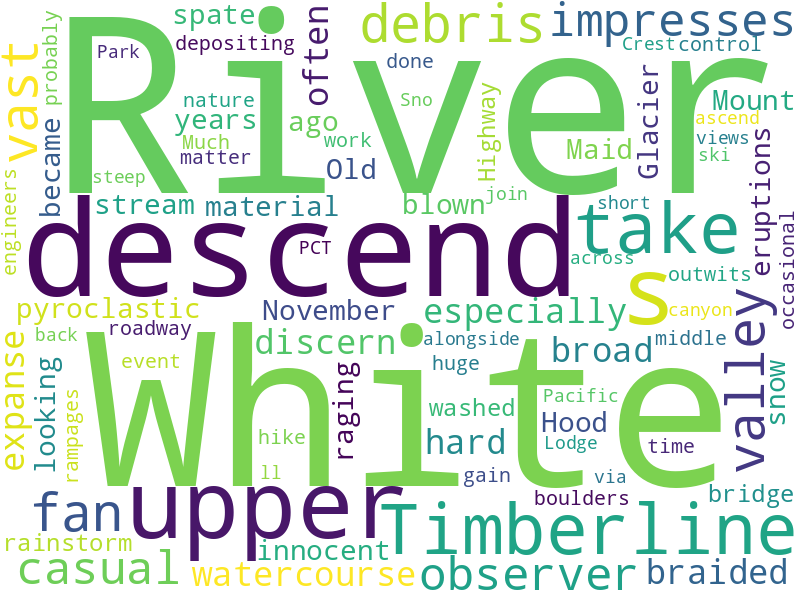 spate
debris
impresses
River
Park
depositing
often
done
Crest control
probably
vast
nature
years
Much
matter
ago
work
Sno
Highway
Glacier
Mount
ascend
views
ski
Maid
became
steep
Old
join
eruptions
engineers
stream
material
blown
short
descend
PCT
take
across
s
outwits
occasional
pyroclastic
November
especially
valley
canyon
roadway
back
discern
alongside
middle
snow
expanse
looking
event
White
huge
broad
raging
washed
Pacific
Hood
rampages
hike
hard
Lodge
time
ll
gain
via
bridge
fan
upper
boulders
Timberline
rainstorm
innocent
casual
watercourse
observer
braided